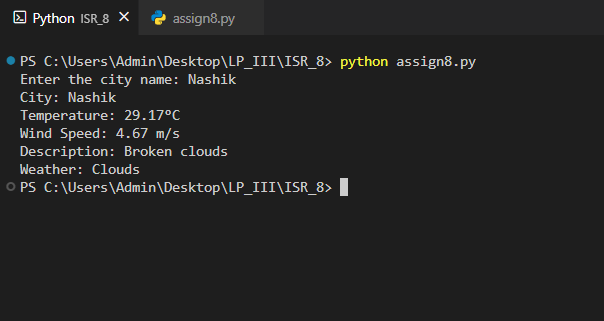 Python ISR_8 assign8.py
PS C:\Users\Admin\Desktop\LP_III\ISR_8> python assign8.py
Enter the city name: Nashik
City: Nashik
Temperature: 29.17°C
Wind Speed: 4.67 m/s
Description: Broken clouds
Weather: Clouds
PS C:\Users\Admin\Desktop\LP_III\ISR_8>